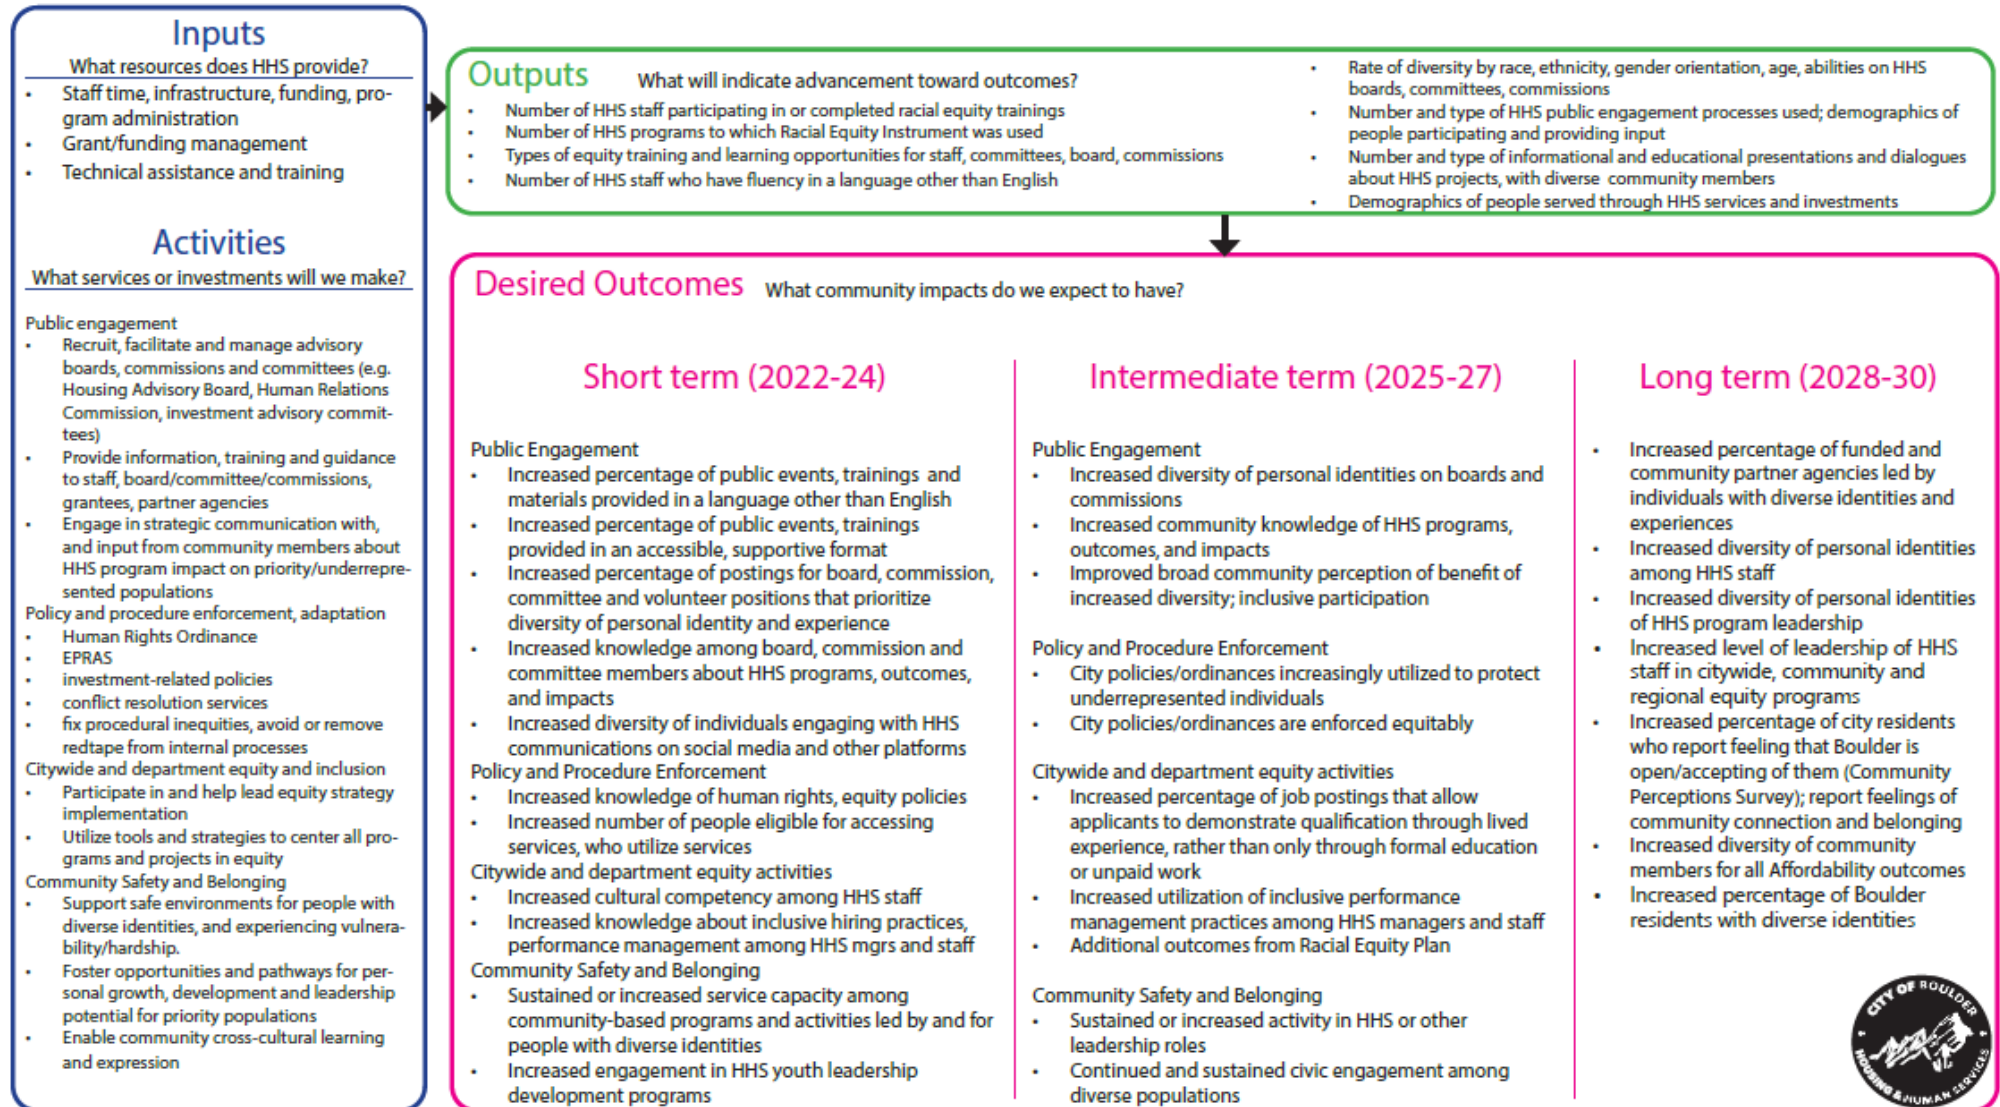 Inputs
What resources does HHS provide?
• Staff time, infrastructure, funding, pro-
gram administration
• Grant/funding management
• Technical assistance and training
Activities
What services or investments will we make?
Public engagement
• Recruit, facilitate and manage advisory
boards, commissions and committees (e.g.
Housing Advisory Board, Human Relations
Commission, investment advisory commit-
tees)
• Provide information, training and guidance
to staff, board/committee/commissions,
grantees, partner agencies
• Engage in strategic communication with,
and input from community members about
HHS program impact on priority/underrepre-
sented populations
Policy and procedure enforcement, adaptation
• Human Rights Ordinance
• EPRAS
• investment-related policies
• conflict resolution services
• fix procedural inequities, avoid or remove
redtape from internal processes
Citywide and department equity and inclusion
• Participate in and help lead equity strategy
implementation
• Utilize tools and strategies to center all pro-
grams and projects in equity
Community Safety and Belonging
• Support safe environments for people with
diverse identities, and experiencing vulnera-
bility/hardship.
• Foster opportunities and pathways for per-
sonal growth, development and leadership
potential for priority populations
• Enable community cross-cultural learning
and expression
Outputs What will indicate advancement toward outcomes?
• Number of HHS staff participating in or completed racial equity trainings
• Number of HHS programs to which Racial Equity Instrument was used
• Types of equity training and learning opportunities for staff, committees, board, commissions
• Number of HHS staff who have fluency in a language other than English
• Rate of diversity by race, ethnicity, gender orientation, age, abilities on HHS
boards, committees, commissions
• Number and type of HHS public engagement processes used; demographics of
people participating and providing input
• Number and type of informational and educational presentations and dialogues
about HHS projects, with diverse community members
• Demographics of people served through HHS services and investments
Desired Outcomes What community impacts do we expect to have?
Short term (2022-24)
Public Engagement
• Increased percentage of public events, trainings and
materials provided in a language other than English
• Increased percentage of public events, trainings
provided in an accessible, supportive format
• Increased percentage of postings for board, commission,
committee and volunteer positions that prioritize
diversity of personal identity and experience
• Increased knowledge among board, commission and
committee members about HHS programs, outcomes,
and impacts
• Increased diversity of individuals engaging with HHS
communications on social media and other platforms
Policy and Procedure Enforcement
• Increased knowledge of human rights, equity policies
• Increased number of people eligible for accessing
services, who utilize services
Citywide and department equity activities
• Increased cultural competency among HHS staff
• Increased knowledge about inclusive hiring practices,
performance management among HHS mgrs and staff
Community Safety and Belonging
• Sustained or increased service capacity among
community-based programs and activities led by and for
people with diverse identities
• Increased engagement in HHS youth leadership
development programs
Intermediate term (2025-27)
Public Engagement
• Increased diversity of personal identities on boards and
commissions
• Increased community knowledge of HHS programs,
outcomes, and impacts
• Improved broad community perception of benefit of
increased diversity; inclusive participation
Policy and Procedure Enforcement
• City policies/ordinances increasingly utilized to protect
underrepresented individuals
• City policies/ordinances are enforced equitably
Citywide and department equity activities
• Increased percentage of job postings that allow
applicants to demonstrate qualification through lived
experience, rather than only through formal education
or unpaid work
• Increased utilization of inclusive performance
management practices among HHS managers and staff
• Additional outcomes from Racial Equity Plan
Community Safety and Belonging
• Sustained or increased activity in HHS or other
leadership roles
• Continued and sustained civic engagement among
diverse populations
Long term (2028-30)
• Increased percentage of funded and
community partner agencies led by
individuals with diverse identities and
experiences
• Increased diversity of personal identities
among HHS staff
• Increased diversity of personal identities
of HHS program leadership
• Increased level of leadership of HHS
staff in citywide, community and
regional equity programs
• Increased percentage of city residents
who report feeling that Boulder is
open/accepting of them (Community
Perceptions Survey); report feelings of
community connection and belonging
• Increased diversity of community
members for all Affordability outcomes
• Increased percentage of Boulder
residents with diverse identities
CITY OF BOULDER
HOUSING & HUMAN SERVICES